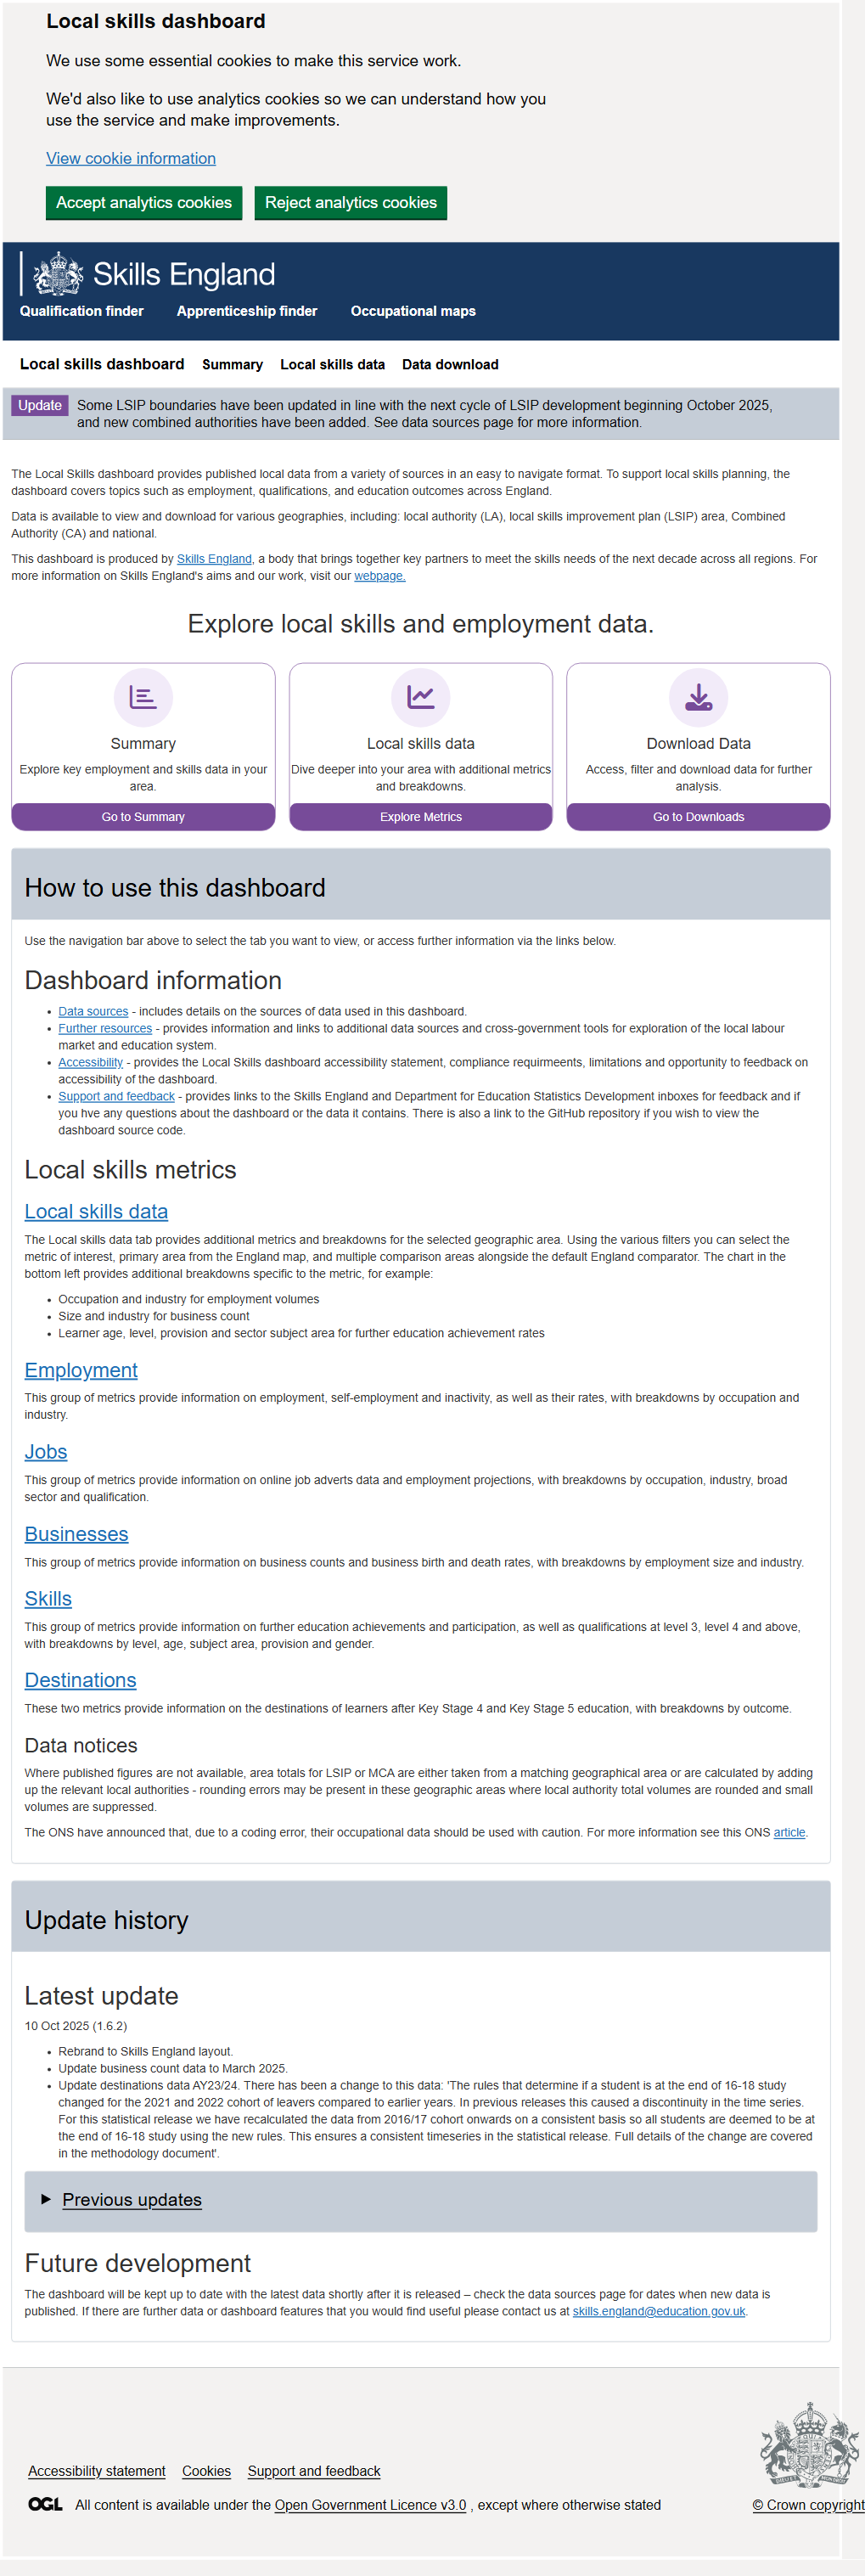 Local skills dashboard
We use some essential cookies to make this service work.
We'd also like to use analytics cookies so we can understand how you
use the service and make improvements.
View cookie information
Accept analytics cookies Reject analytics cookies
Skills England
Qualification finder Apprenticeship finder Occupational maps
Local skills dashboard Summary Local skills data Data download
Update Some LSIP boundaries have been updated in line with the next cycle of LSIP development beginning October 2025,
and new combined authorities have been added. See data sources page for more information.
The Local Skills dashboard provides published local data from a variety of sources in an easy to navigate format. To support local skills planning, the
dashboard covers topics such as employment, qualifications, and education outcomes across England.
Data is available to view and download for various geographies, including: local authority (LA), local skills improvement plan (LSIP) area, Combined
Authority (CA) and national.
This dashboard is produced by Skills England, a body that brings together key partners to meet the skills needs of the next decade across all regions. For
more information on Skills England's aims and our work, visit our webpage.
Explore local skills and employment data.
Summary
Explore key employment and skills data in your
area.
Go to Summary
Local skills data
Dive deeper into your area with additional metrics
and breakdowns.
Explore Metrics
Download Data
Access, filter and download data for further
analysis.
Go to Downloads
How to use this dashboard
Use the navigation bar above to select the tab you want to view, or access further information via the links below.
Dashboard information
• Data sources - includes details on the sources of data used in this dashboard.
• Further resources - provides information and links to additional data sources and cross-government tools for exploration of the local labour
market and education system.
• Accessibility - provides the Local Skills dashboard accessibility statement, compliance requirmeents, limitations and opportunity to feedback on
accessibility of the dashboard.
• Support and feedback - provides links to the Skills England and Department for Education Statistics Development inboxes for feedback and if
you hve any questions about the dashboard or the data it contains. There is also a link to the GitHub repository if you wish to view the
dashboard source code.
Local skills metrics
Local skills data
The Local skills data tab provides additional metrics and breakdowns for the selected geographic area. Using the various filters you can select the
metric of interest, primary area from the England map, and multiple comparison areas alongside the default England comparator. The chart in the
bottom left provides additional breakdowns specific to the metric, for example:
• Occupation and industry for employment volumes
• Size and industry for business count
• Learner age, level, provision and sector subject area for further education achievement rates
Employment
This group of metrics provide information on employment, self-employment and inactivity, as well as their rates, with breakdowns by occupation and
industry.
Jobs
This group of metrics provide information on online job adverts data and employment projections, with breakdowns by occupation, industry, broad
sector and qualification.
Businesses
This group of metrics provide information on business counts and business birth and death rates, with breakdowns by employment size and industry.
Skills
This group of metrics provide information on further education achievements and participation, as well as qualifications at level 3, level 4 and above,
with breakdowns by level, age, subject area, provision and gender.
Destinations
These two metrics provide information on the destinations of learners after Key Stage 4 and Key Stage 5 education, with breakdowns by outcome.
Data notices
Where published figures are not available, area totals for LSIP or MCA are either taken from a matching geographical area or are calculated by adding
up the relevant local authorities - rounding errors may be present in these geographic areas where local authority total volumes are rounded and small
volumes are suppressed.
The ONS have announced that, due to a coding error, their occupational data should be used with caution. For more information see this ONS article.
Update history
Latest update
10 Oct 2025 (1.6.2)
• Rebrand to Skills England layout.
• Update business count data to March 2025.
• Update destinations data AY23/24. There has been a change to this data: 'The rules that determine if a student is at the end of 16-18 study
changed for the 2021 and 2022 cohort of leavers compared to earlier years. In previous releases this caused a discontinuity in the time series.
For this statistical release we have recalculated the data from 2016/17 cohort onwards on a consistent basis so all students are deemed to be at
the end of 16-18 study using the new rules. This ensures a consistent timeseries in the statistical release. Full details of the change are covered
in the methodology document'.
Previous updates
Future development
The dashboard will be kept up to date with the latest data shortly after it is released – check the data sources page for dates when new data is
published. If there are further data or dashboard features that you would find useful please contact us at skills.england@education.gov.uk.
Accessibility statement Cookies Support and feedback
OGL All content is available under the Open Government Licence v3.0 , except where otherwise stated
© Crown copyright